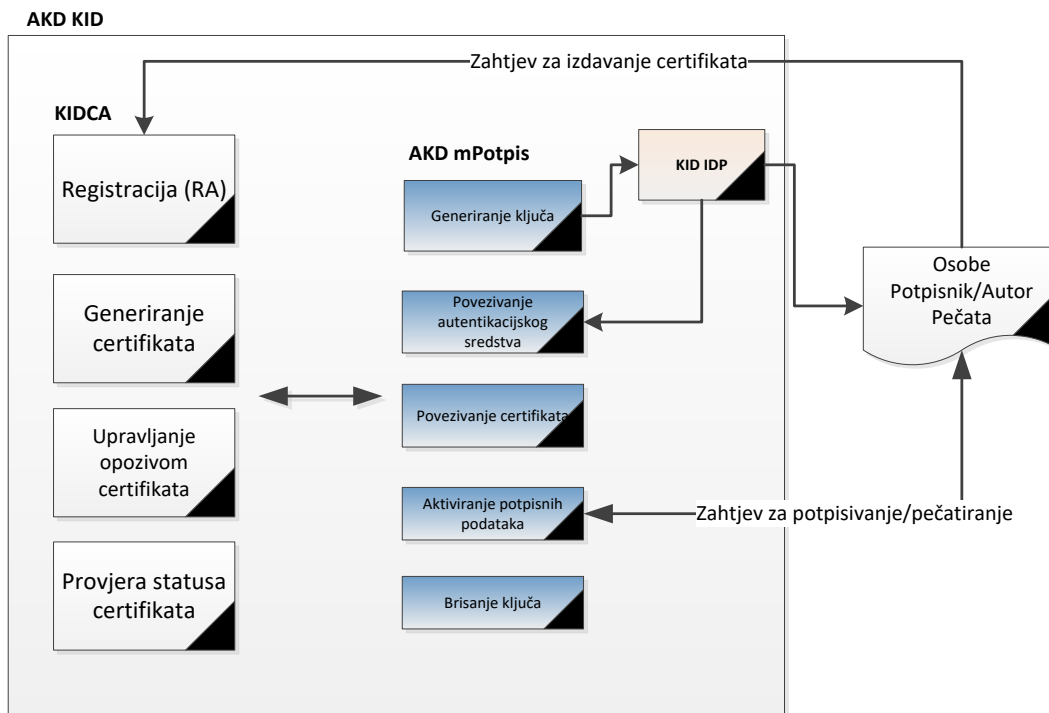 AKD KID
Zahtjev za izdavanje certifikata
KIDCA
Registracija (RA)
Generiranje
certifikata
Upravljanje
opozivom
certifikata
Provjera statusa
certifikata
AKD mPotpis
Generiranje ključa
Povezivanje
autentikacijskog
sredstva
Povezivanje certifikata
Aktiviranje potpisnih
podataka
Brisanje ključa
KID IDP
Osobe
Potpisnik/Autor
Pečata
Zahtjev za potpisivanje/pečatiranje